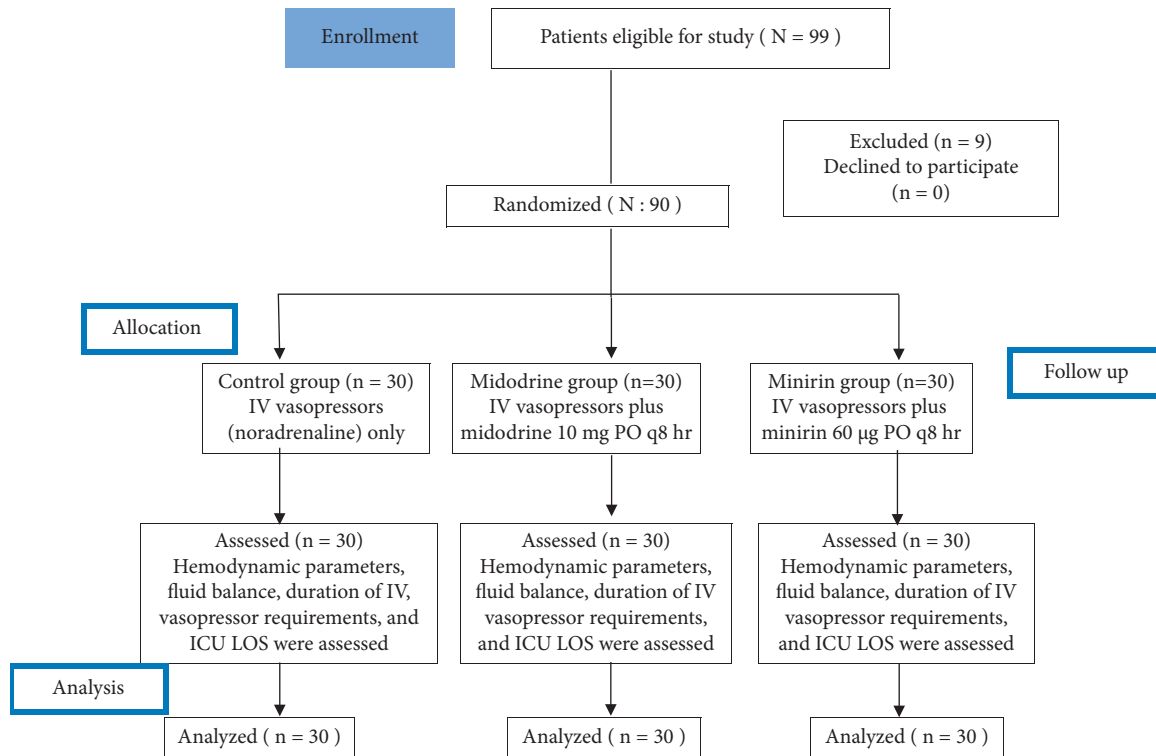 Enrollment
Patients eligible for study ( N = 99 )
Excluded (n = 9)
Declined to participate
(n = 0)
Randomized ( N : 90 )
Allocation
Follow up
Control group (n = 30)
IV vasopressors
(noradrenaline) only
Midodrine group (n=30)
IV vasopressors plus
midodrine 10 mg PO q8 hr
Minirin group (n=30)
IV vasopressors plus
minirin 60 µg PO q8 hr
Assessed (n = 30)
Hemodynamic parameters,
fluid balance, duration of IV,
vasopressor requirements, and
ICU LOS were assessed
Assessed (n = 30)
Hemodynamic parameters,
fluid balance, duration of IV
vasopressor requirements,
and ICU LOS were assessed
Assessed (n = 30)
Hemodynamic parameters,
fluid balance, duration of IV
vasopressor requirements,
and ICU LOS were assessed
Analysis
Analyzed ( n = 30 )
Analyzed ( n = 30 )
Analyzed ( n = 30 )